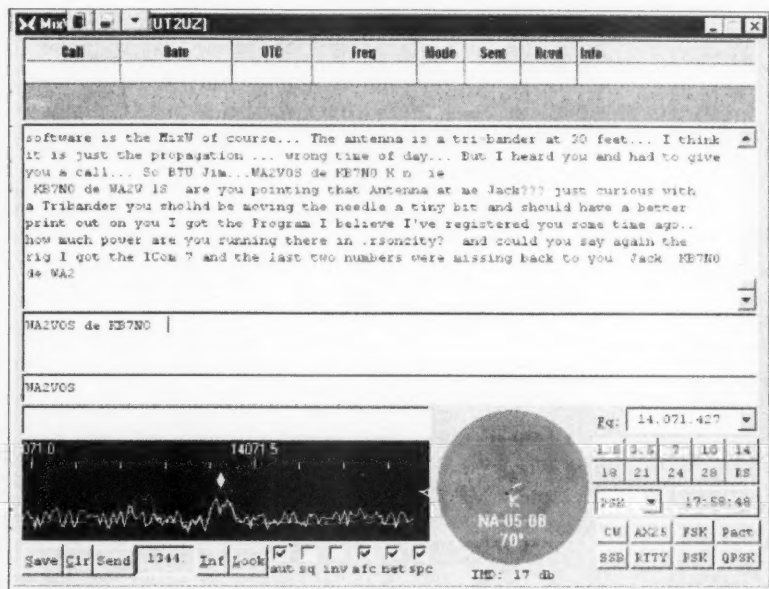 MixW [UT2UZ]
Call Date UTC Freq Mode Sent Rcvd Info
software is the MixW of course... The antenna is a tri-bander at 30 feet... I think
it is just the propagation ... wrong time of day... But I heard you and had to give
you a call... So BTU Jim...WA2VOS de KB7NO K n  ie
KB7NO de WA2V lS  are you pointing that Antenna at me Jack??? just curious with
a Tribander you sholhd be moving the needle a tiny bit and should have a better
print out on you I got the Program I believe I've registered you some time ago..
how much power are you running there in .rsoncity?  and could you say again the
rig I got the 1Com 7 and the last two numbers were missing back to you  Jack  KB7NO
de WA2
WA2VOS de KB7NO
WA2VOS
Fq: 14.071.427
071.0 14071.5
1.8 3.5 7 10 14
18 21 24 28 RS
K
NA-05-08
70°
PSK 17:58:48
CW AX25 FSK Pact
SSB RTTY PSK QPSK
Save Clr Send 1344. Inf Look aut sq inv afc net spc
IMD: 17 db